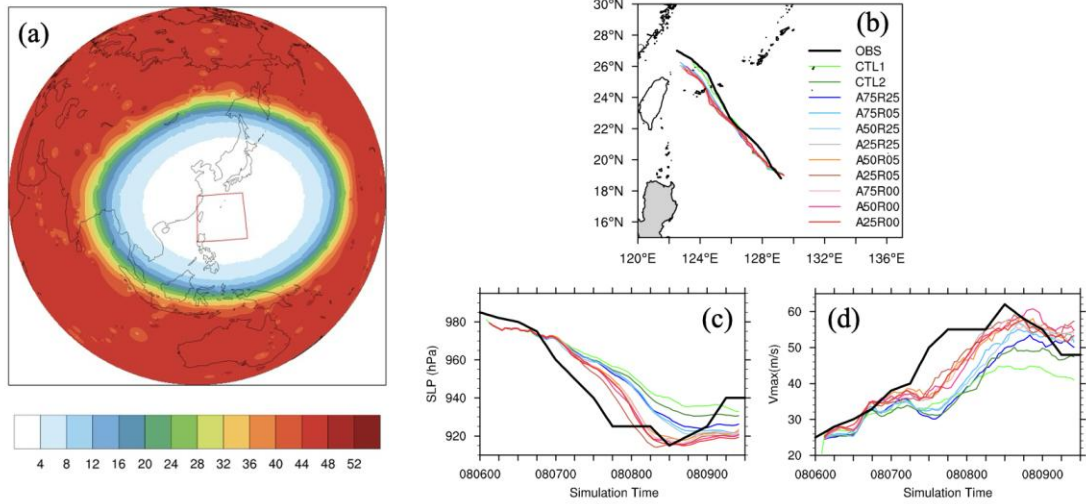 (a)
4 8 12 16 20 24 28 32 36 40 44 48 52
(b)
30°N
28°N
26°N
24°N
22°N
20°N
18°N
16°N
120°E 124°E 128°E 132°E 136°E
OBS
CTL1
CTL2
A75R25
A75R05
A50R25
A25R25
A50R05
A25R05
A75R00
A50R00
A25R00
(c)
SLP (hPa)
980
960
940
920
080600 080700 080800 080900
Simulation Time
(d)
Vmax(m/s)
60
50
40
30
20
080600 080700 080800 080900
Simulation Time